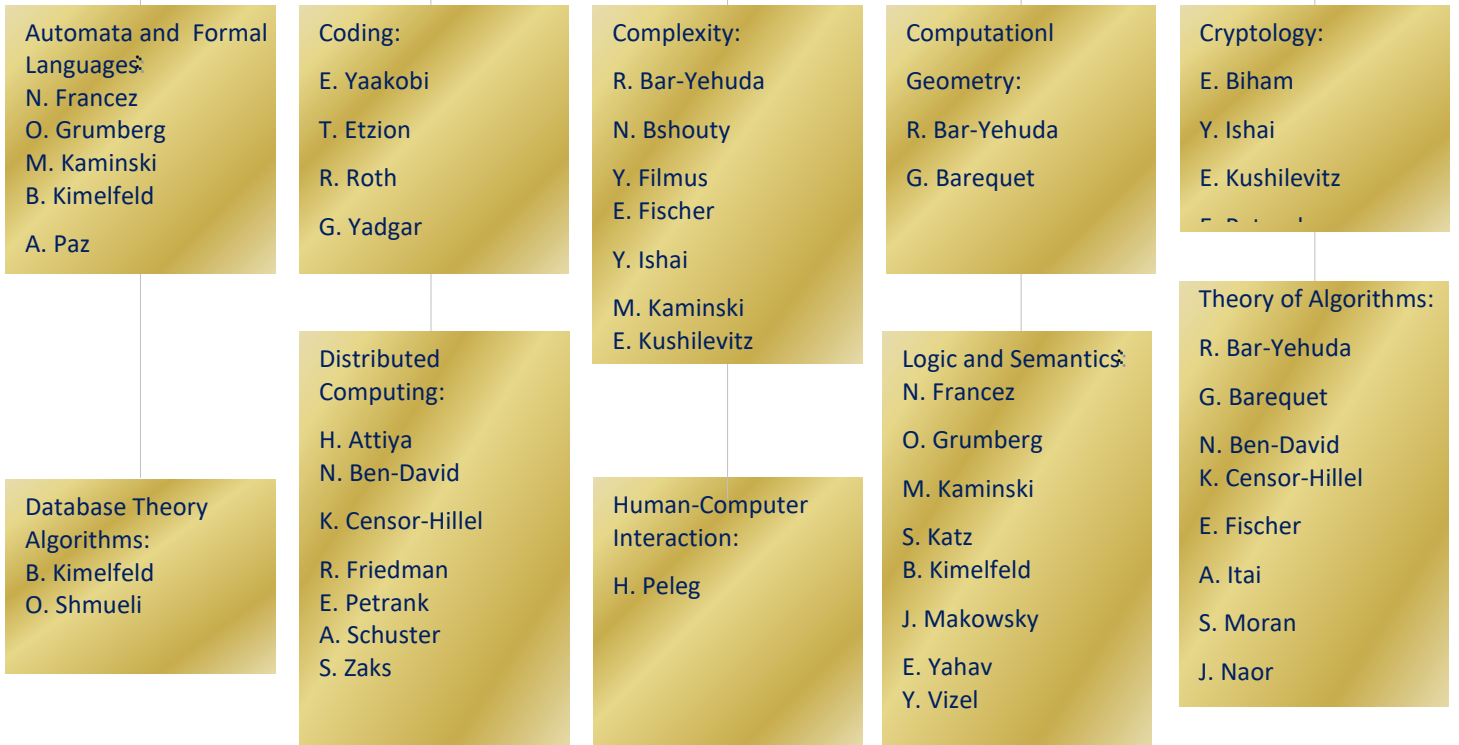 Automata and Formal
Languages:
N. Francez
O. Grumberg
M. Kaminski
B. Kimelfeld
A. Paz
Coding:
E. Yaakobi
T. Etzion
R. Roth
G. Yadgar
Complexity:
R. Bar-Yehuda
N. Bshouty
Y. Filmus
E. Fischer
Y. Ishai
M. Kaminski
E. Kushilevitz
Computationl
Geometry:
R. Bar-Yehuda
G. Barequet
Cryptology:
E. Biham
Y. Ishai
E. Kushilevitz
Database Theory
Algorithms:
B. Kimelfeld
O. Shmueli
Distributed
Computing:
H. Attiya
N. Ben-David
K. Censor-Hillel
R. Friedman
E. Petrank
A. Schuster
S. Zaks
Human-Computer
Interaction:
H. Peleg
Logic and Semantics:
N. Francez
O. Grumberg
M. Kaminski
S. Katz
B. Kimelfeld
J. Makowsky
E. Yahav
Y. Vizel
Theory of Algorithms:
R. Bar-Yehuda
G. Barequet
N. Ben-David
K. Censor-Hillel
E. Fischer
A. Itai
S. Moran
J. Naor